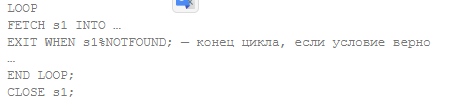 LOOP
FETCH s1 INTO …
EXIT WHEN s1%NOTFOUND; — конец цикла, если условие верно
…
END LOOP;
CLOSE s1;